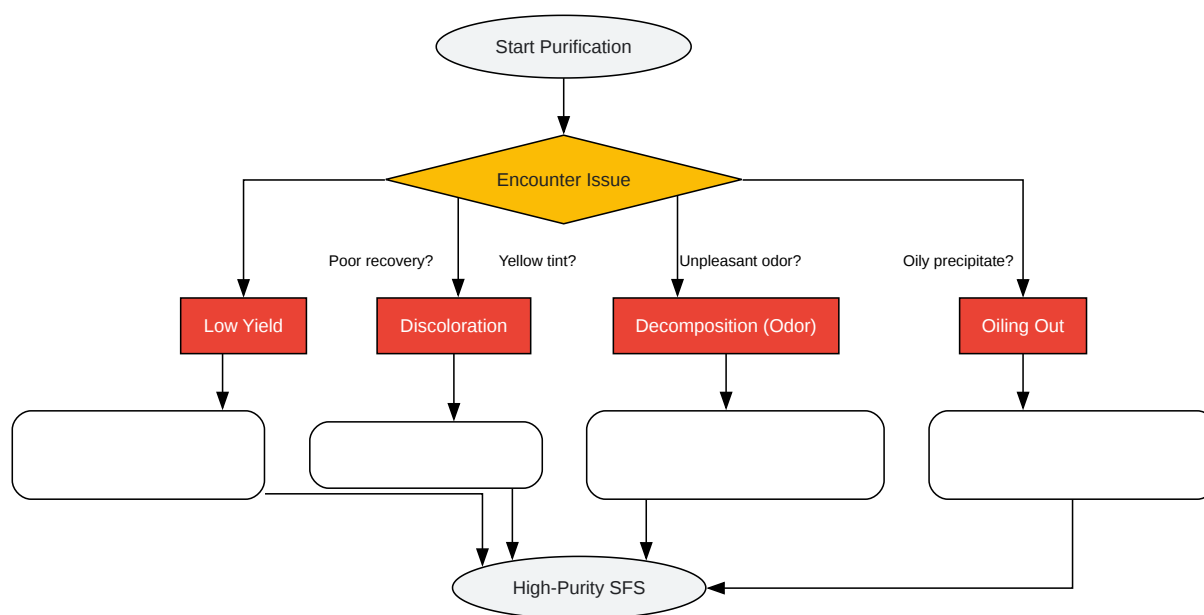 Start Purification
Encounter Issue
Poor recovery?
Yellow tint?
Unpleasant odor?
Oily precipitate?
Low Yield
Discoloration
Decomposition (Odor)
Oiling Out
High-Purity SFS